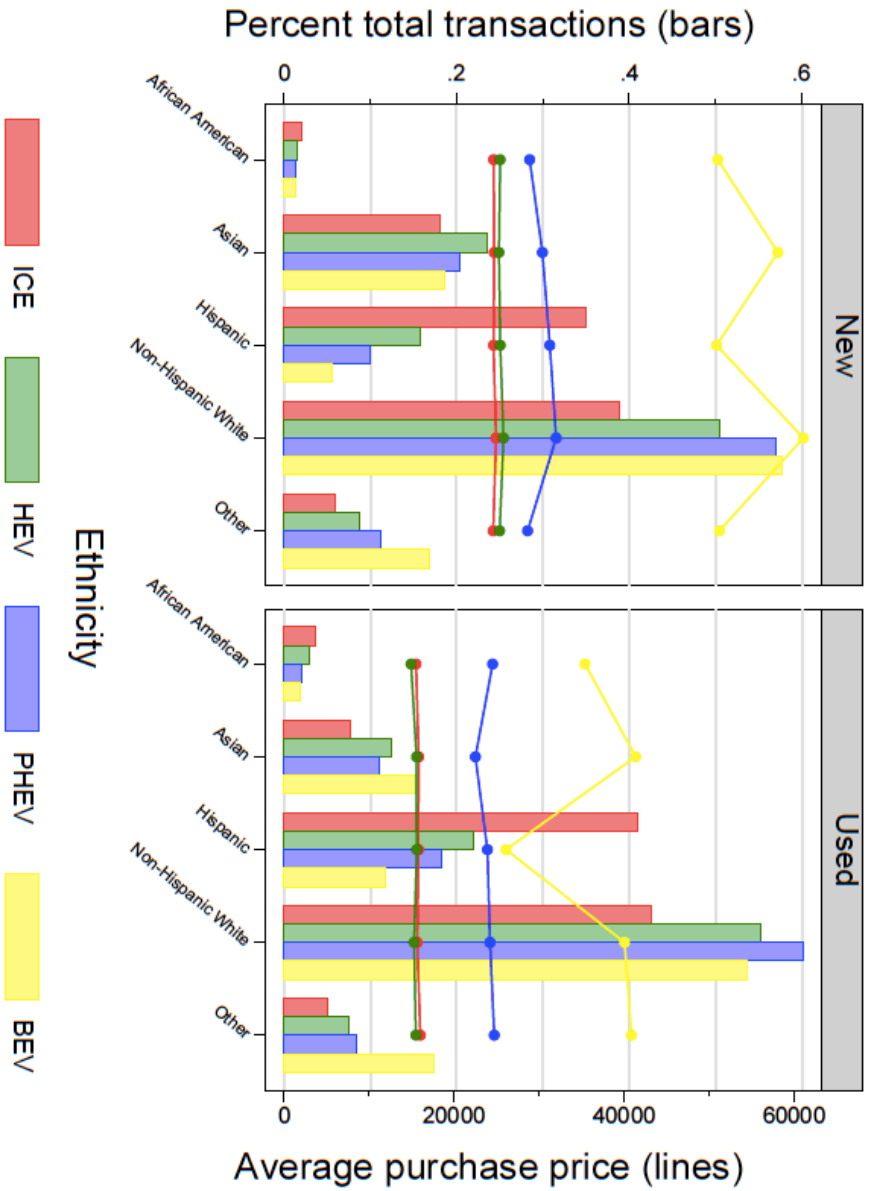 Percent total transactions (bars)
0 .2 .4 .6
New
African American
Asian
Hispanic
Non-Hispanic White
Other
Used
African American
Asian
Hispanic
Non-Hispanic White
Other
0 20000 40000 60000
Average purchase price (lines)
Ethnicity
ICE HEV PHEV BEV